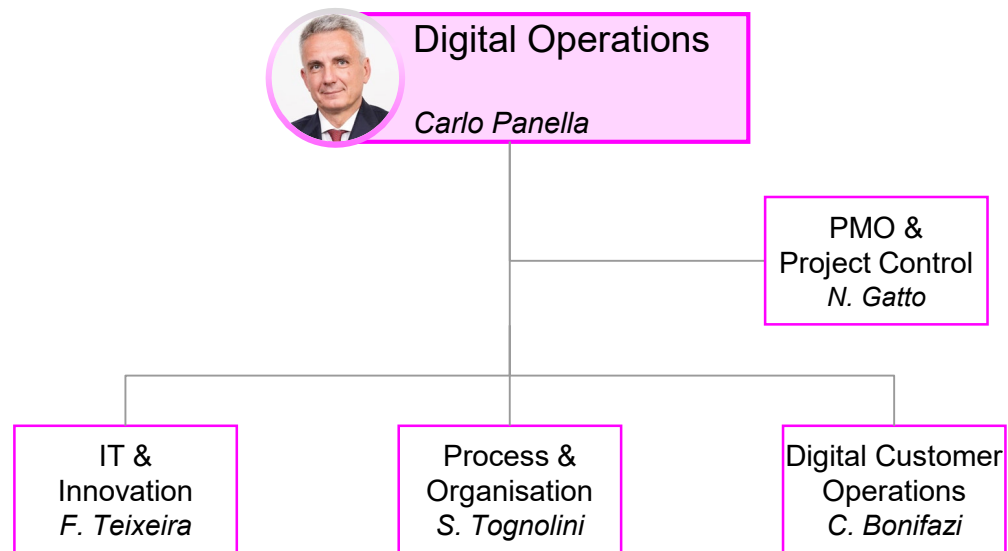 Digital Operations
Carlo Panella
PMO &
Project Control
N. Gatto
IT &
Innovation
F. Teixeira
Process &
Organisation
S. Tognolini
Digital Customer
Operations
C. Bonifazi